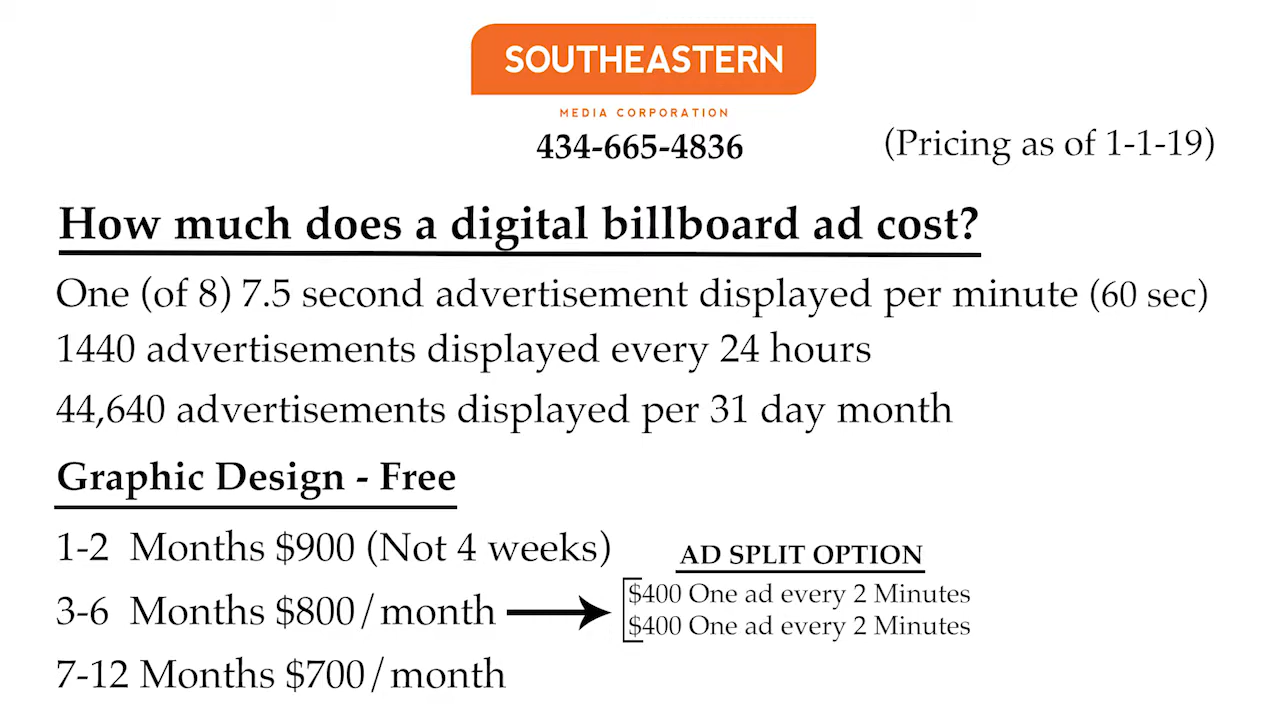 SOUTHEASTERN
MEDIA CORPORATION
434-665-4836
(Pricing as of 1-1-19)
How much does a digital billboard ad cost?
One (of 8) 7.5 second advertisement displayed per minute (60 sec)
1440 advertisements displayed every 24 hours
44,640 advertisements displayed per 31 day month
Graphic Design - Free
1-2 Months $900 (Not 4 weeks)
3-6 Months $800/month
7-12 Months $700/month
AD SPLIT OPTION
$400 One ad every 2 Minutes
$400 One ad every 2 Minutes